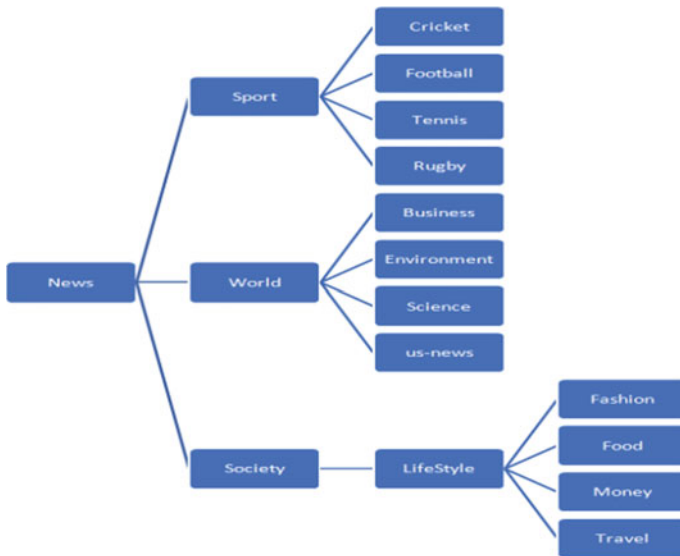 Cricket
Sport
Football
Tennis
Rugby
Business
News
World
Environment
Science
us-news
Fashion
Society
LifeStyle
Food
Money
Travel